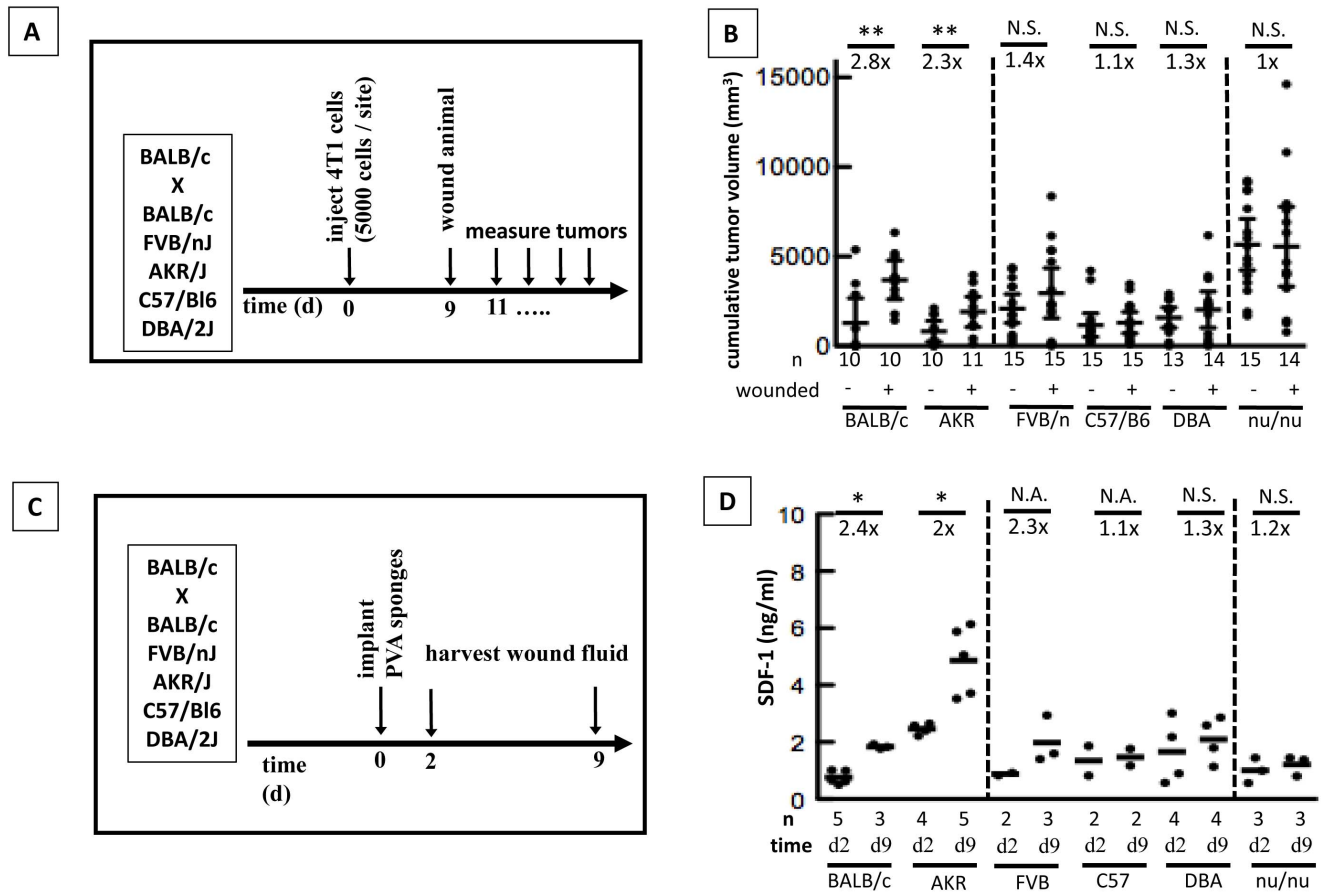 A
BALB/c
X
BALB/c
FVB/nJ
AKR/J
C57/Bl6
DBA/2J
inject 4T1 cells
(5000 cells / site)
wound animal
measure tumors
time (d)
0
9
11 .....
B
** ** N.S. N.S. N.S. N.S.
2.8x 2.3x 1.4x 1.1x 1.3x 1x
cumulative tumor volume (mm³)
15000
10000
5000
0
n 10 10 10 11 15 15 15 15 13 14 15 14
wounded - + - + - + - + - + - +
BALB/c AKR FVB/n C57/B6 DBA nu/nu
C
BALB/c
X
BALB/c
FVB/nJ
AKR/J
C57/Bl6
DBA/2J
implant
PVA sponges
harvest wound fluid
time
(d)
0
2
9
D
* * N.A. N.A. N.S. N.S.
2.4x 2x 2.3x 1.1x 1.3x 1.2x
SDF-1 (ng/ml)
10
8
6
4
2
0
n 5 3 4 5 2 3 2 2 4 4 3 3
time d2 d9 d2 d9 d2 d9 d2 d9 d2 d9 d2 d9
BALB/c AKR FVB C57 DBA nu/nu